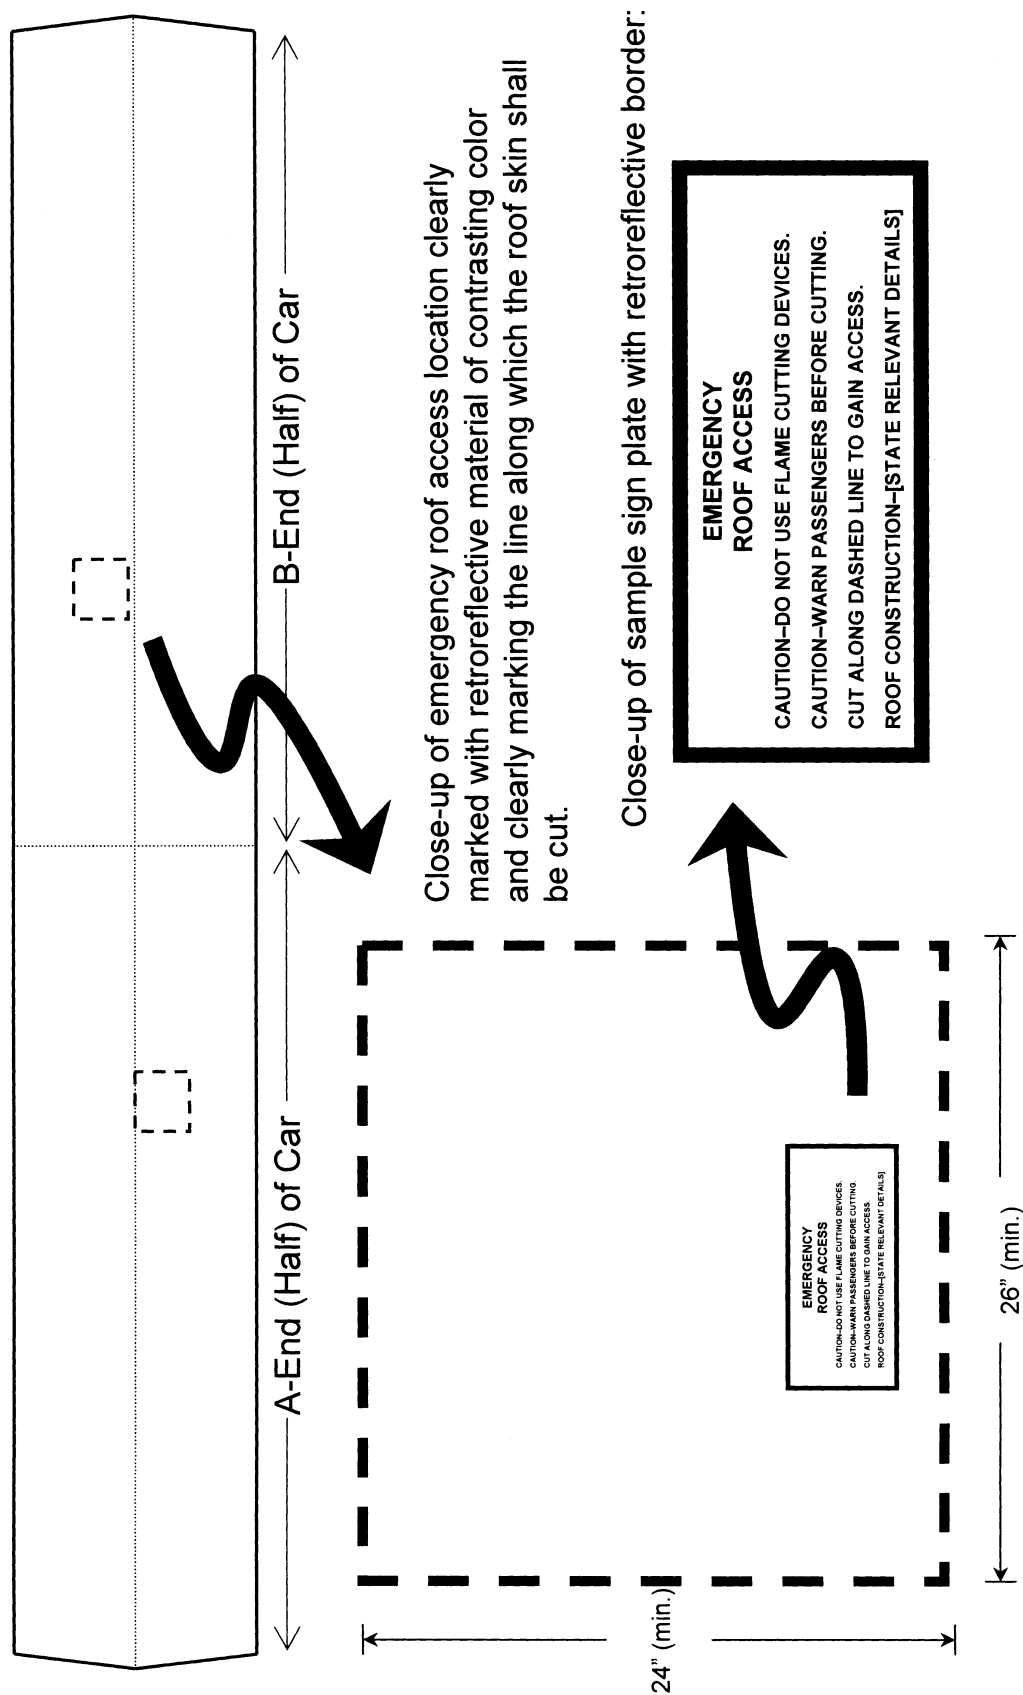 A-End (Half) of Car
B-End (Half) of Car
Close-up of emergency roof access location clearly
marked with retroreflective material of contrasting color
and clearly marking the line along which the roof skin shall
be cut.
Close-up of sample sign plate with retroreflective border:
EMERGENCY
ROOF ACCESS
CAUTION–DO NOT USE FLAME CUTTING DEVICES.
CAUTION–WARN PASSENGERS BEFORE CUTTING.
CUT ALONG DASHED LINE TO GAIN ACCESS.
ROOF CONSTRUCTION–[STATE RELEVANT DETAILS]
24" (min.)
EMERGENCY
ROOF ACCESS
CAUTION–DO NOT USE FLAME CUTTING DEVICES.
CAUTION–WARN PASSENGERS BEFORE CUTTING.
CUT ALONG DASHED LINE TO GAIN ACCESS.
ROOF CONSTRUCTION–[STATE RELEVANT DETAILS]
26" (min.)